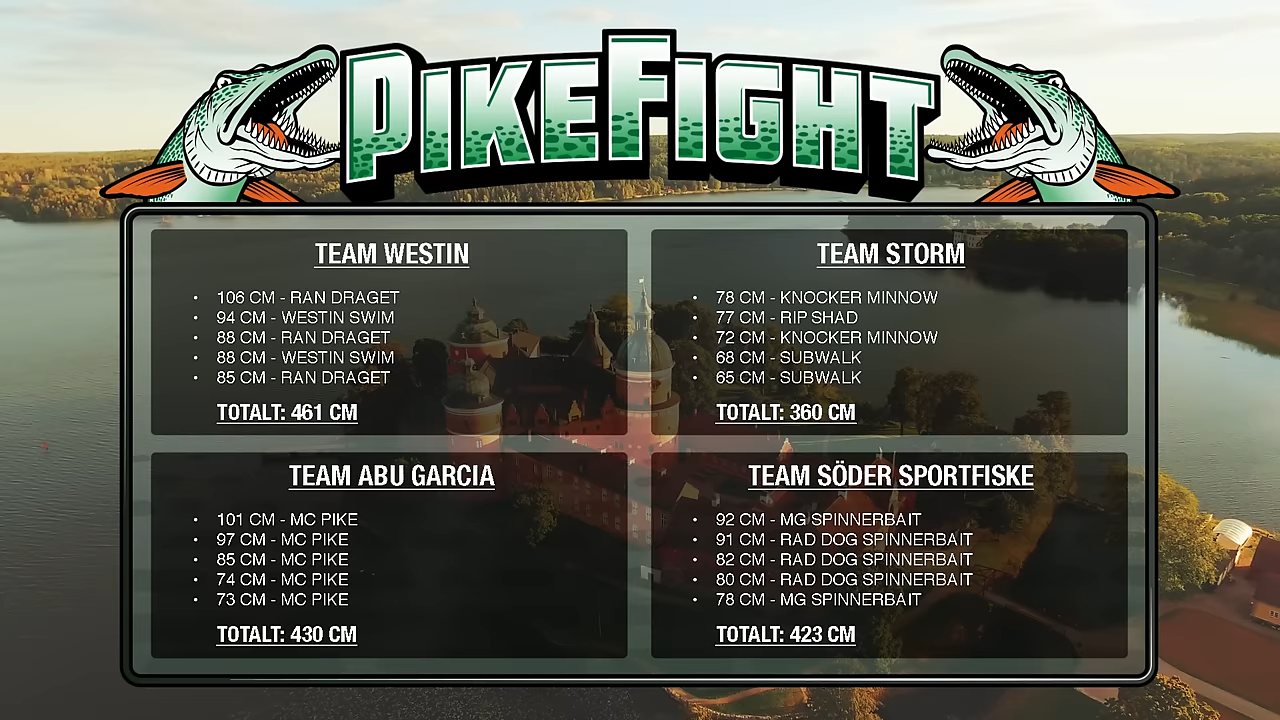 PIKEFIGHT
TEAM WESTIN
• 106 CM - RAN DRAGET
• 94 CM - WESTIN SWIM
• 88 CM - RAN DRAGET
• 88 CM - WESTIN SWIM
• 85 CM - RAN DRAGET
TOTALT: 461 CM
TEAM STORM
• 78 CM - KNOCKER MINNOW
• 77 CM - RIP SHAD
• 72 CM - KNOCKER MINNOW
• 68 CM - SUBWALK
• 65 CM - SUBWALK
TOTALT: 360 CM
TEAM ABU GARCIA
• 101 CM - MC PIKE
• 97 CM - MC PIKE
• 85 CM - MC PIKE
• 74 CM - MC PIKE
• 73 CM - MC PIKE
TOTALT: 430 CM
TEAM SÖDER SPORTFISKE
• 92 CM - MG SPINNERBAIT
• 91 CM - RAD DOG SPINNERBAIT
• 82 CM - RAD DOG SPINNERBAIT
• 80 CM - RAD DOG SPINNERBAIT
• 78 CM - MG SPINNERBAIT
TOTALT: 423 CM